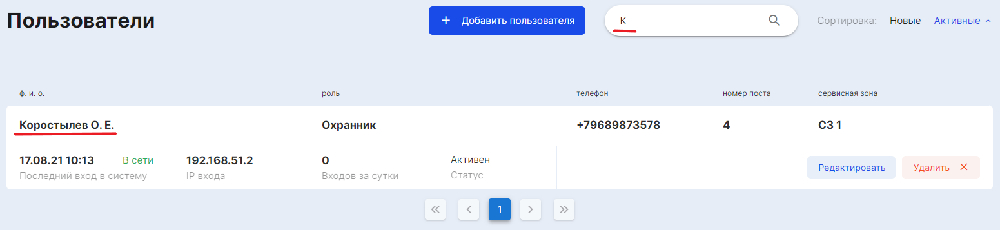 Пользователи
+ Добавить пользователя
К
Сортировка: Новые Активные
ф. и. о. роль телефон номер поста сервисная зона
Коростылев О. Е. Охранник +79689873578 4 СЗ 1
17.08.21 10:13 В сети 192.168.51.2 0 Активен
Последний вход в систему IP входа Входов за сутки Статус
Редактировать Удалить ×
« ‹ 1 › »